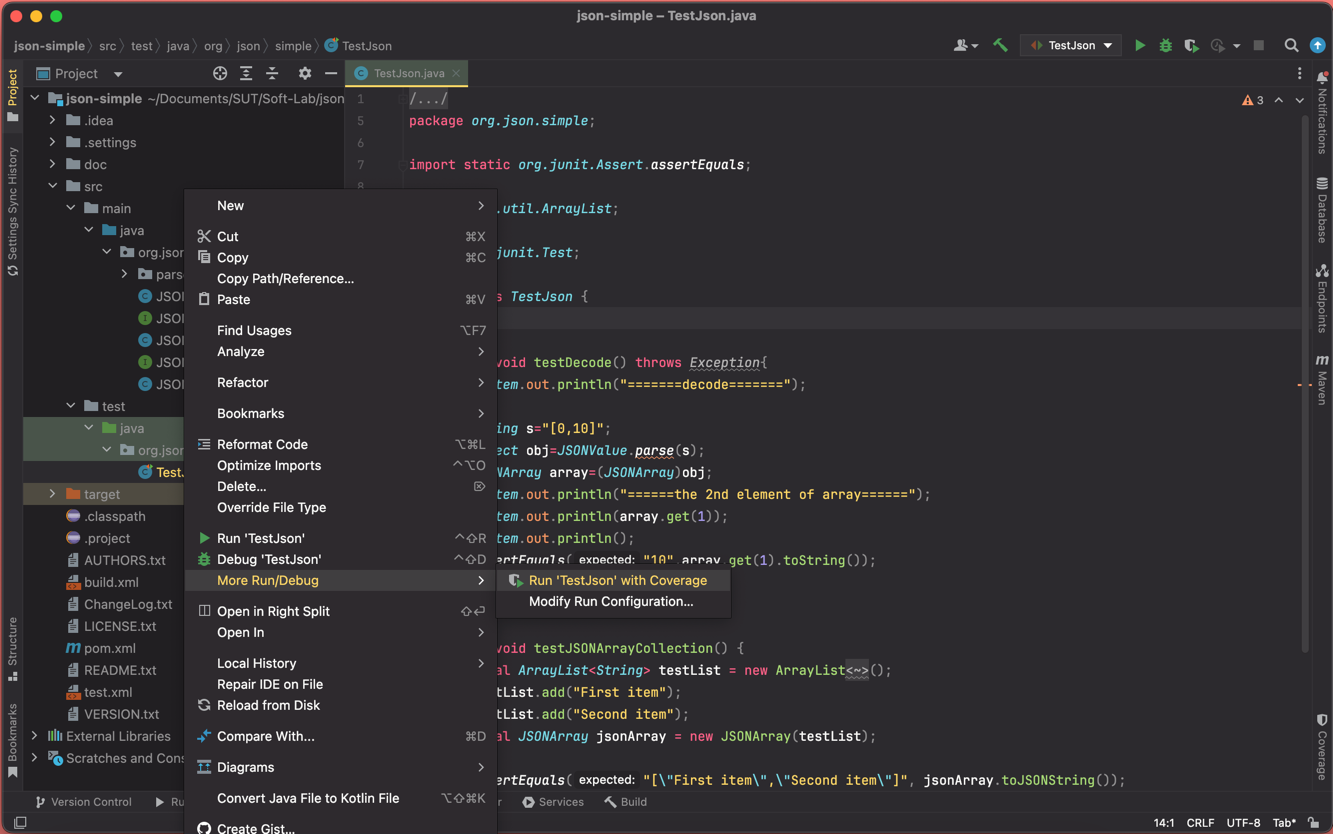 json-simple – TestJson.java
json-simple src test java org json simple TestJson
TestJson
Project
TestJson.java
Project
Settings Sync History
Structure
Bookmarks
json-simple ~/Documents/SUT/Soft-Lab/json
.idea
.settings
doc
src
main
java
org.json
pars
JSO
JSO
JSO
JSO
JSO
test
java
org.json
Test
target
.classpath
.project
AUTHORS.txt
build.xml
ChangeLog.txt
LICENSE.txt
pom.xml
README.txt
test.xml
VERSION.txt
External Libraries
Scratches and Cons
New
Cut ⌘X
Copy ⌘C
Copy Path/Reference...
Paste ⌘V
Find Usages ⌥F7
Analyze
Refactor
Bookmarks
Reformat Code ⌥⌘L
Optimize Imports ^⌥O
Delete... ⌦
Override File Type
Run 'TestJson' ^⇧R
Debug 'TestJson' ^⇧D
More Run/Debug
Open in Right Split ⇧⏎
Open In
Local History
Repair IDE on File
Reload from Disk
Compare With... ⌘D
Diagrams
Convert Java File to Kotlin File ⌥⇧⌘K
Create Gist...
Run 'TestJson' with Coverage
Modify Run Configuration...
1 /.../
5 package org.json.simple;
6
7 import static org.junit.Assert.assertEquals;
8
.util.ArrayList;
junit.Test;
s TestJson {
void testDecode() throws Exception{
tem.out.println("=======decode=======");
ing s="[0,10]";
ect obj=JSONValue.parse(s);
NArray array=(JSONArray)obj;
tem.out.println("======the 2nd element of array======");
tem.out.println(array.get(1));
tem.out.println();
ertEquals( expected: "10",array.get(1).toString());
void testJSONArrayCollection() {
al ArrayList<String> testList = new ArrayList<~>();
tList.add("First item");
tList.add("Second item");
al JSONArray jsonArray = new JSONArray(testList);
ertEquals( expected: "[\"First item\",\"Second item\"]", jsonArray.toJSONString());
3
Notifications
Database
Endpoints
m Maven
Coverage
Version Control Ru r Services Build
14:1 CRLF UTF-8 Tab*